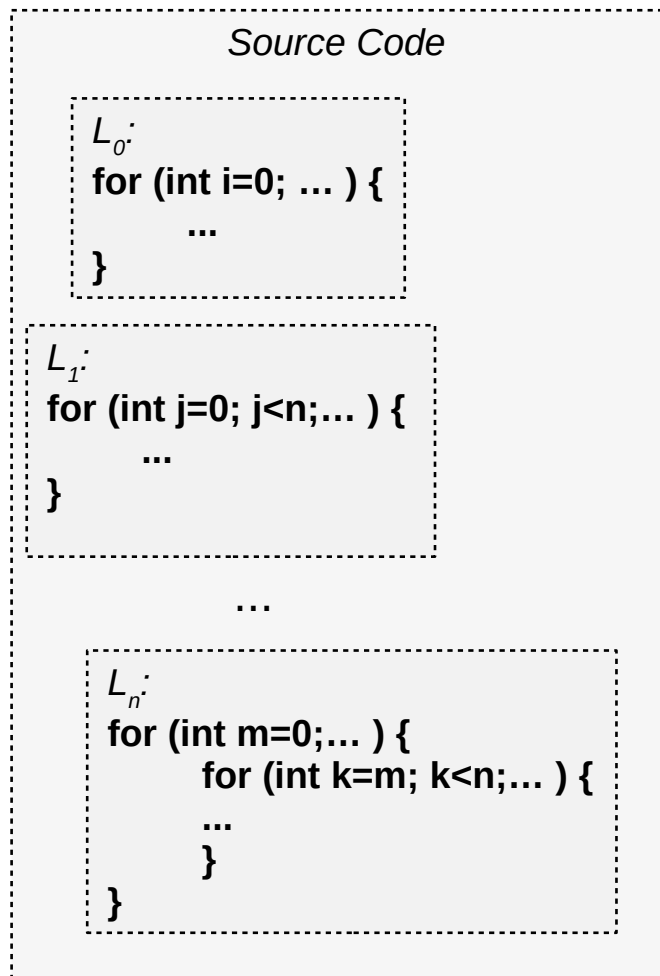 Source Code
L₀:
for (int i=0; … ) {
...
}
L₁:
for (int j=0; j<n;… ) {
...
}
…
Lₙ:
for (int m=0;… ) {
for (int k=m; k<n;… ) {
...
}
}